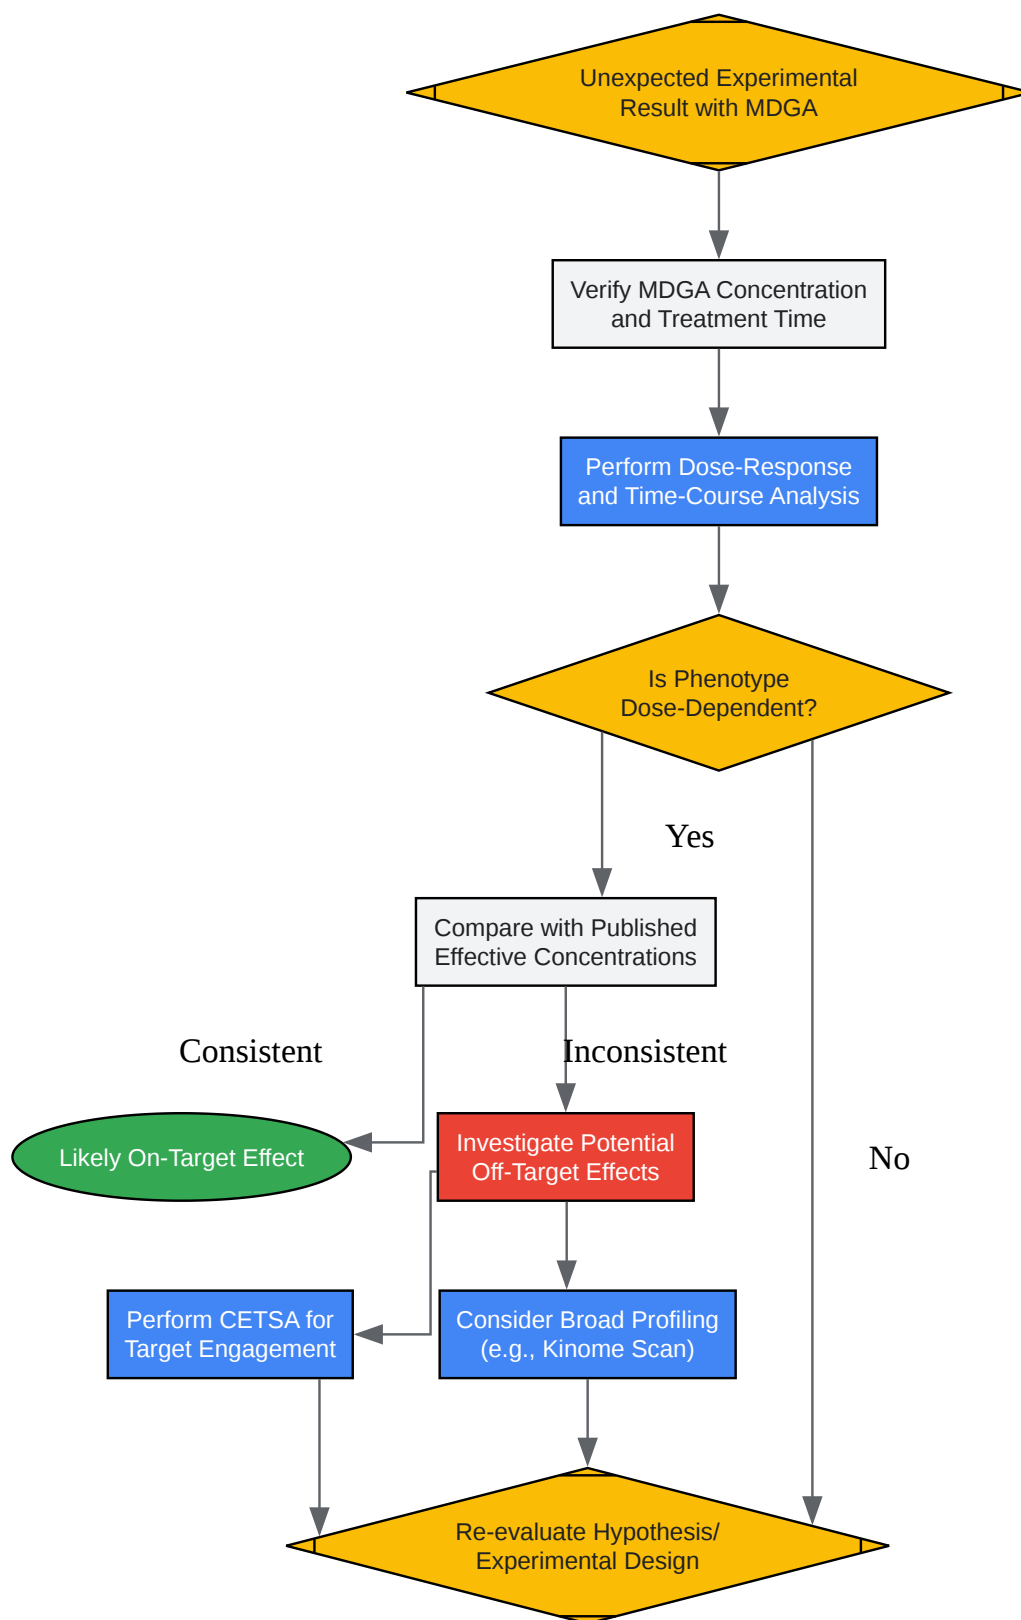 Unexpected Experimental
Result with MDGA
Verify MDGA Concentration
and Treatment Time
Perform Dose-Response
and Time-Course Analysis
Is Phenotype
Dose-Dependent?
Yes
Compare with Published
Effective Concentrations
Consistent
Inconsistent
Likely On-Target Effect
Investigate Potential
Off-Target Effects
No
Perform CETSA for
Target Engagement
Consider Broad Profiling
(e.g., Kinome Scan)
Re-evaluate Hypothesis/
Experimental Design